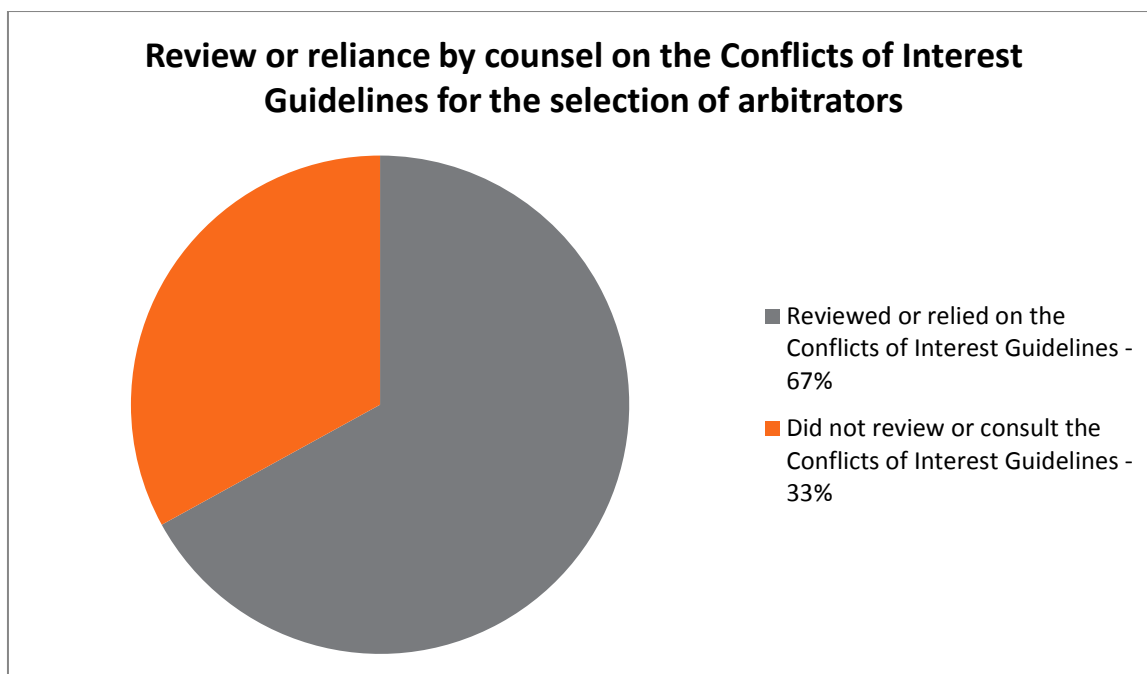 Review or reliance by counsel on the Conflicts of Interest
Guidelines for the selection of arbitrators
Reviewed or relied on the
Conflicts of Interest Guidelines -
67%
Did not review or consult the
Conflicts of Interest Guidelines -
33%